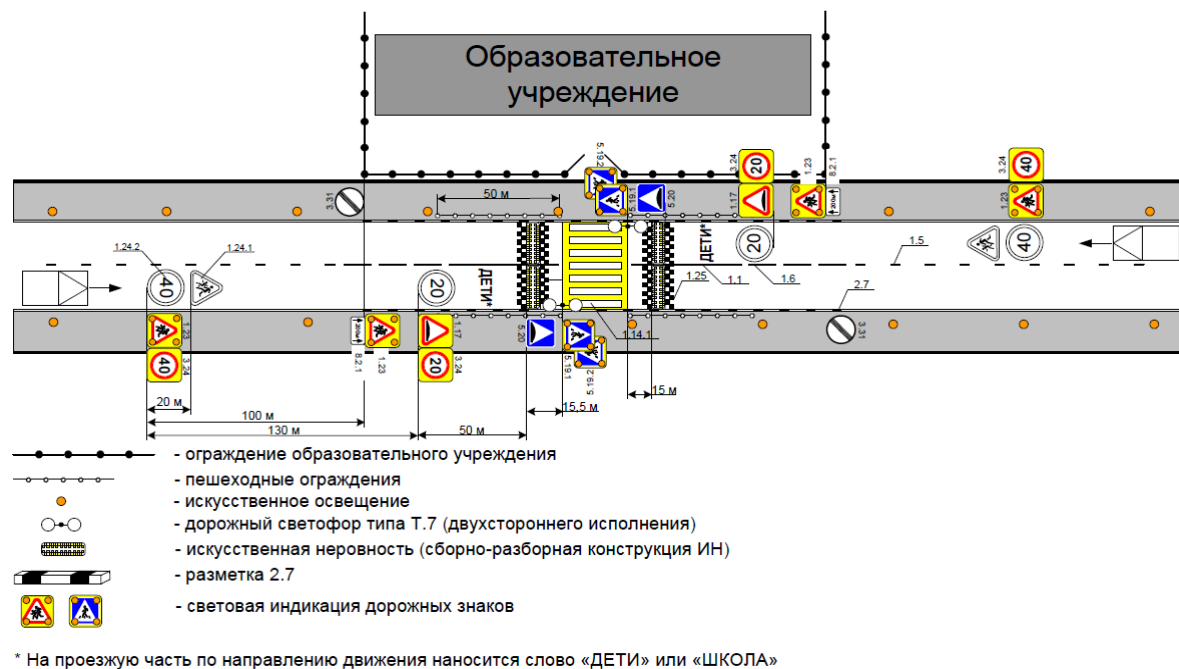 Образовательное
учреждение
5.19.2
3.24
20
1.23
8.2.1
200м
3.24
40
3.31
50 м
5.19.1
5.20
1.17
1.23
1.24.2
1.24.1
ДЕТИ*
20
40
1.5
40
20
ДЕТИ*
1.25
1.1
1.6
2.7
1.23
200м
1.17
5.20
1.14.1
3.31
40
3.24
8.2.1
1.23
20
3.24
5.19.1
5.19.2
20 м
15,5 м
15 м
100 м
130 м
50 м
- ограждение образовательного учреждения
- пешеходные ограждения
- искусственное освещение
- дорожный светофор типа Т.7 (двухстороннего исполнения)
- искусственная неровность (сборно-разборная конструкция ИН)
- разметка 2.7
- световая индикация дорожных знаков
* На проезжую часть по направлению движения наносится слово «ДЕТИ» или «ШКОЛА»